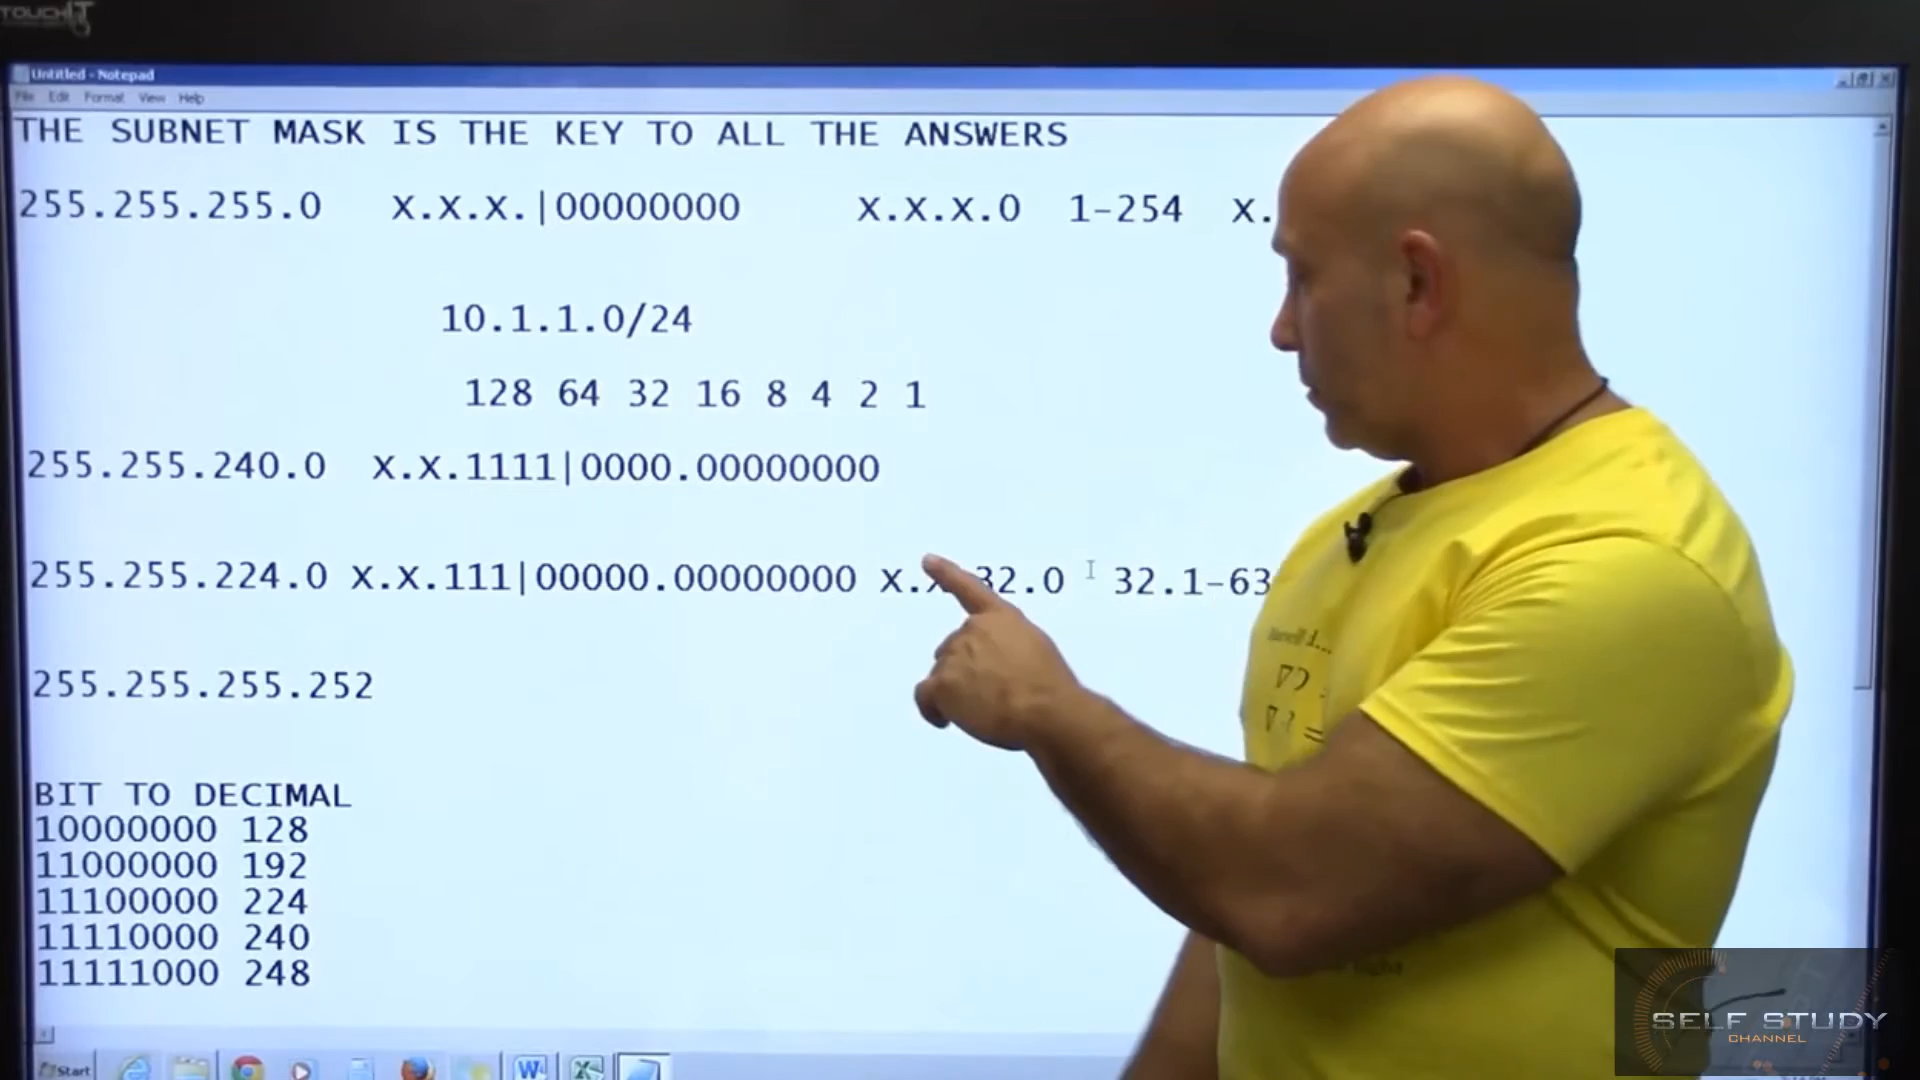 TOUCHIT
Untitled - Notepad
File Edit Format View Help
THE SUBNET MASK IS THE KEY TO ALL THE ANSWERS
255.255.255.0 x.x.x.|00000000 x.x.x.0 1-254 x.
10.1.1.0/24
128 64 32 16 8 4 2 1
255.255.240.0 x.x.1111|0000.00000000
255.255.224.0 x.x.111|00000.00000000 x.x.32.0 32.1-63
255.255.255.252
BIT TO DECIMAL
10000000 128
11000000 192
11100000 224
11110000 240
11111000 248
Start
SELF STUDY
CHANNEL